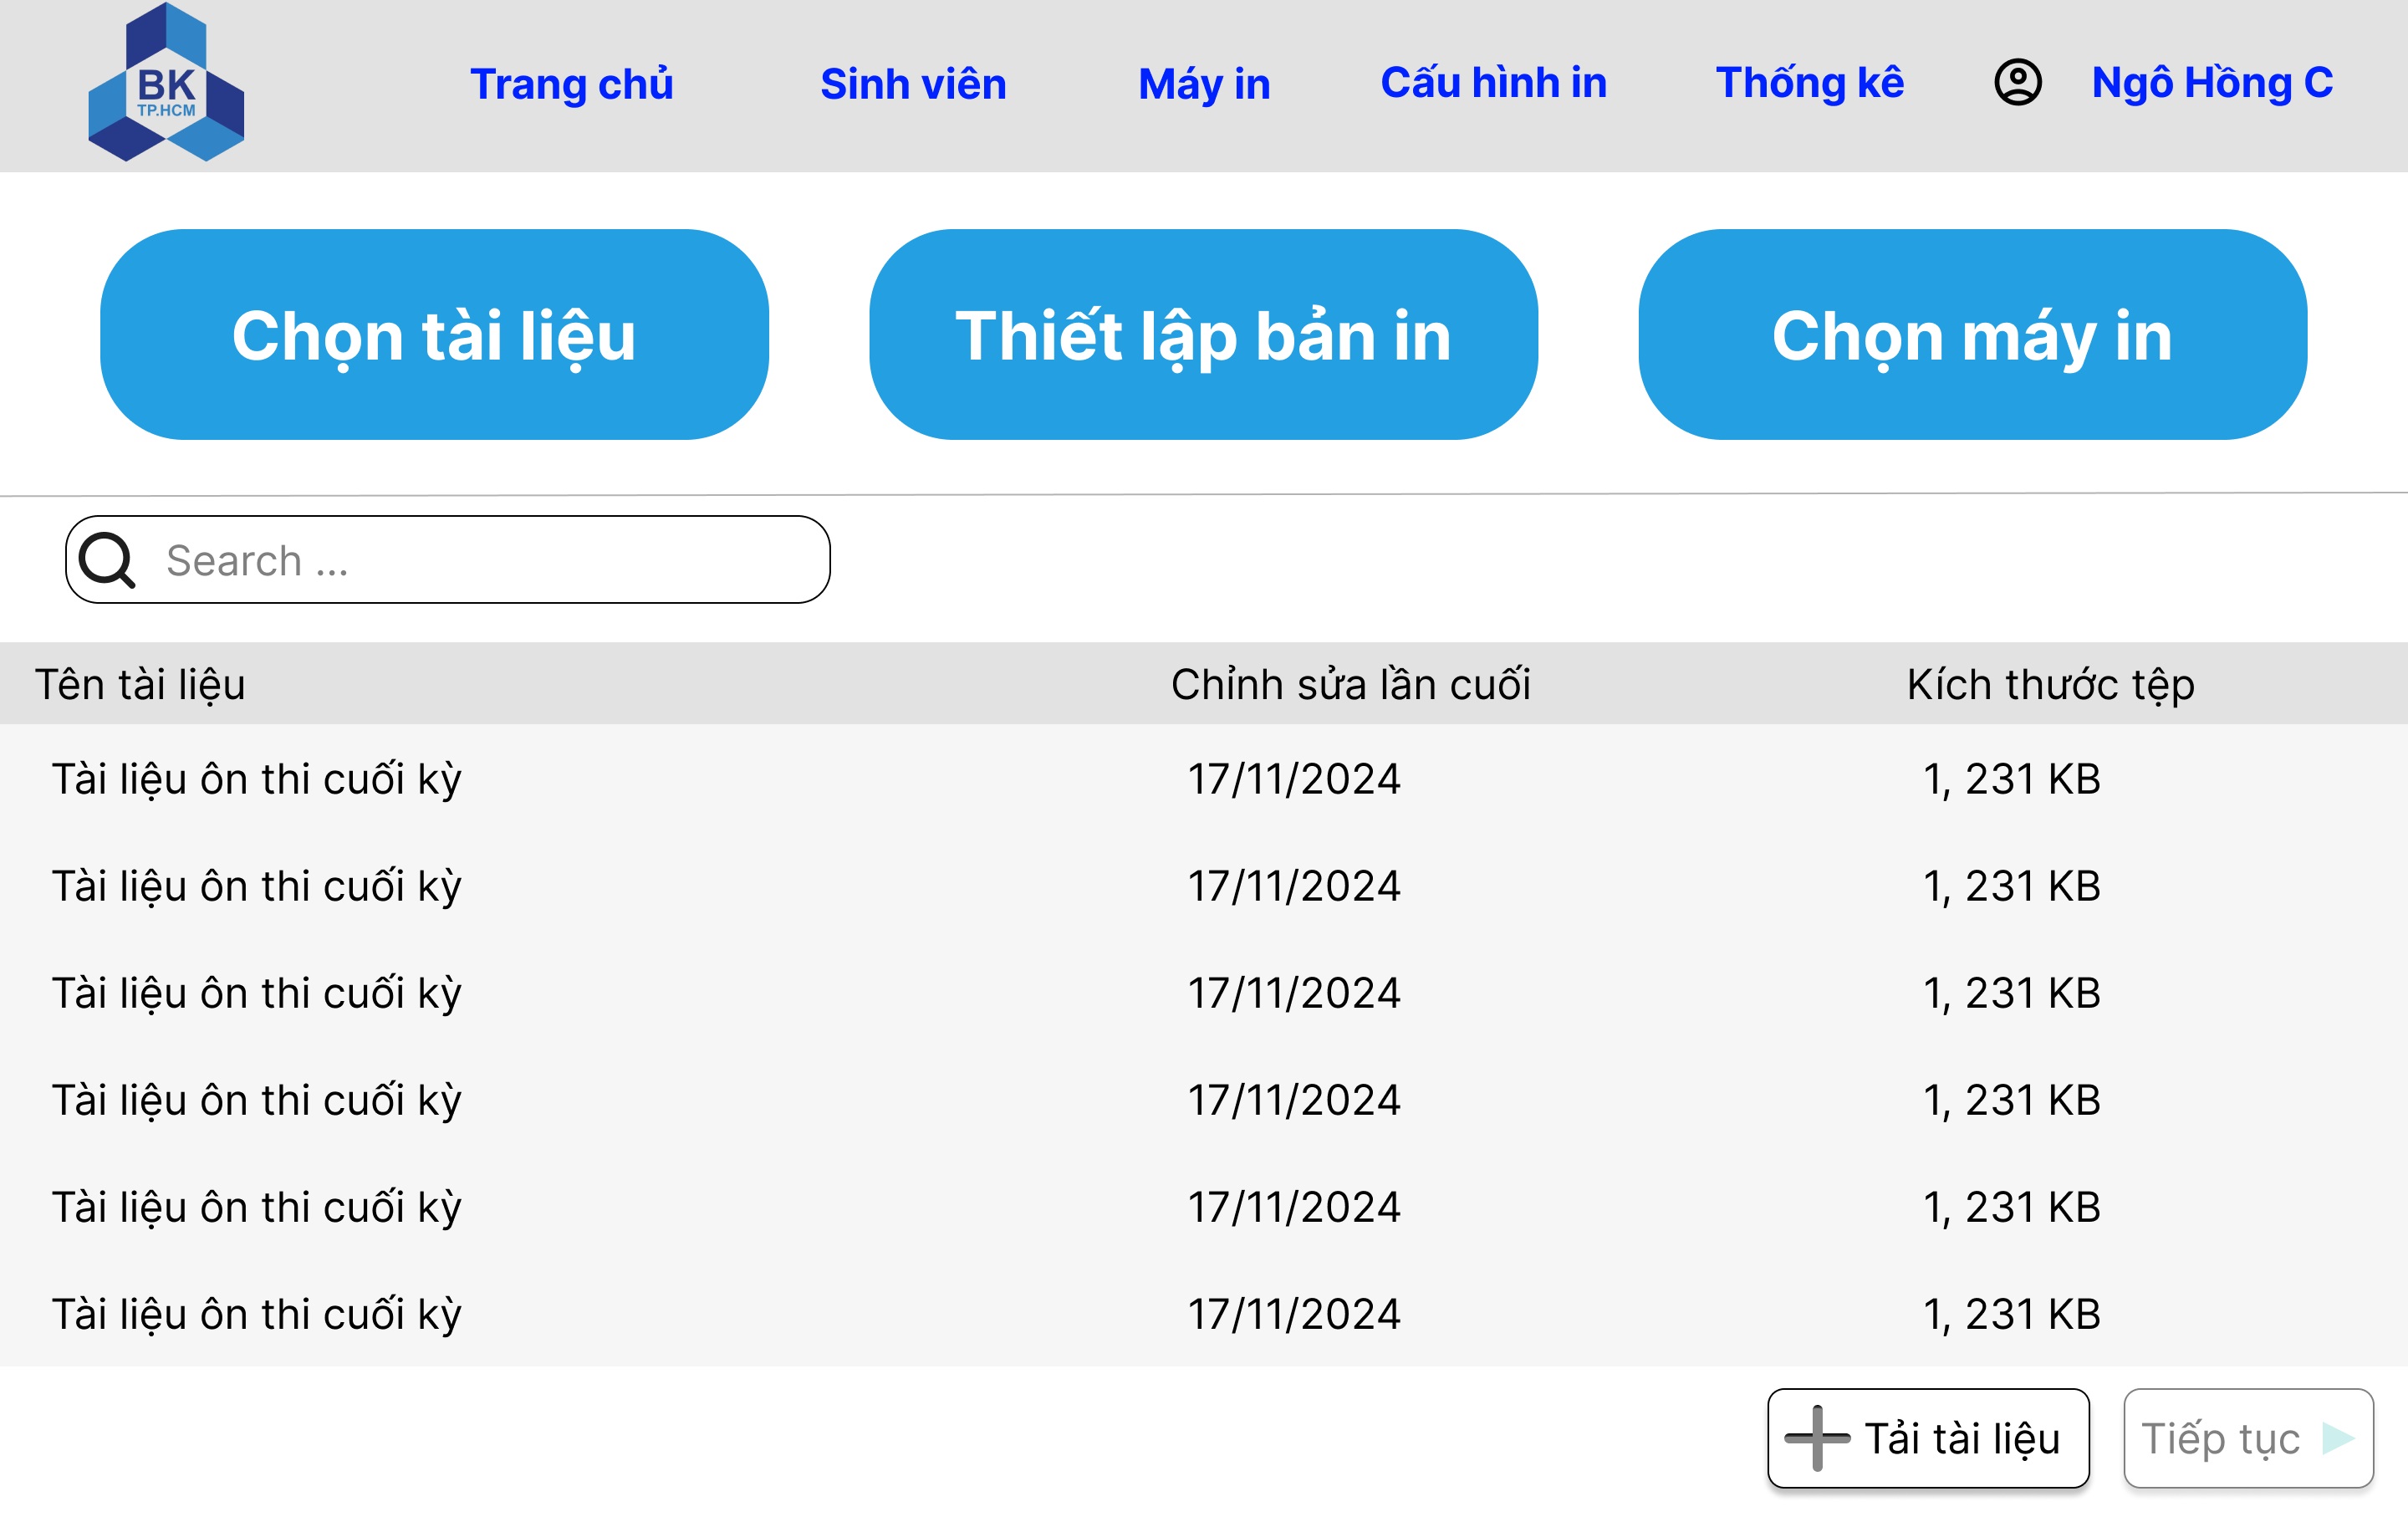 BK
TP.HCM
Trang chủ Sinh viên Máy in Cấu hình in Thống kê Ngô Hồng C
Chọn tài liệu Thiết lập bản in Chọn máy in
Search ...
Tên tài liệu Chỉnh sửa lần cuối Kích thước tệp
Tài liệu ôn thi cuối kỳ 17/11/2024 1, 231 KB
Tài liệu ôn thi cuối kỳ 17/11/2024 1, 231 KB
Tài liệu ôn thi cuối kỳ 17/11/2024 1, 231 KB
Tài liệu ôn thi cuối kỳ 17/11/2024 1, 231 KB
Tài liệu ôn thi cuối kỳ 17/11/2024 1, 231 KB
Tài liệu ôn thi cuối kỳ 17/11/2024 1, 231 KB
Tải tài liệu Tiếp tục